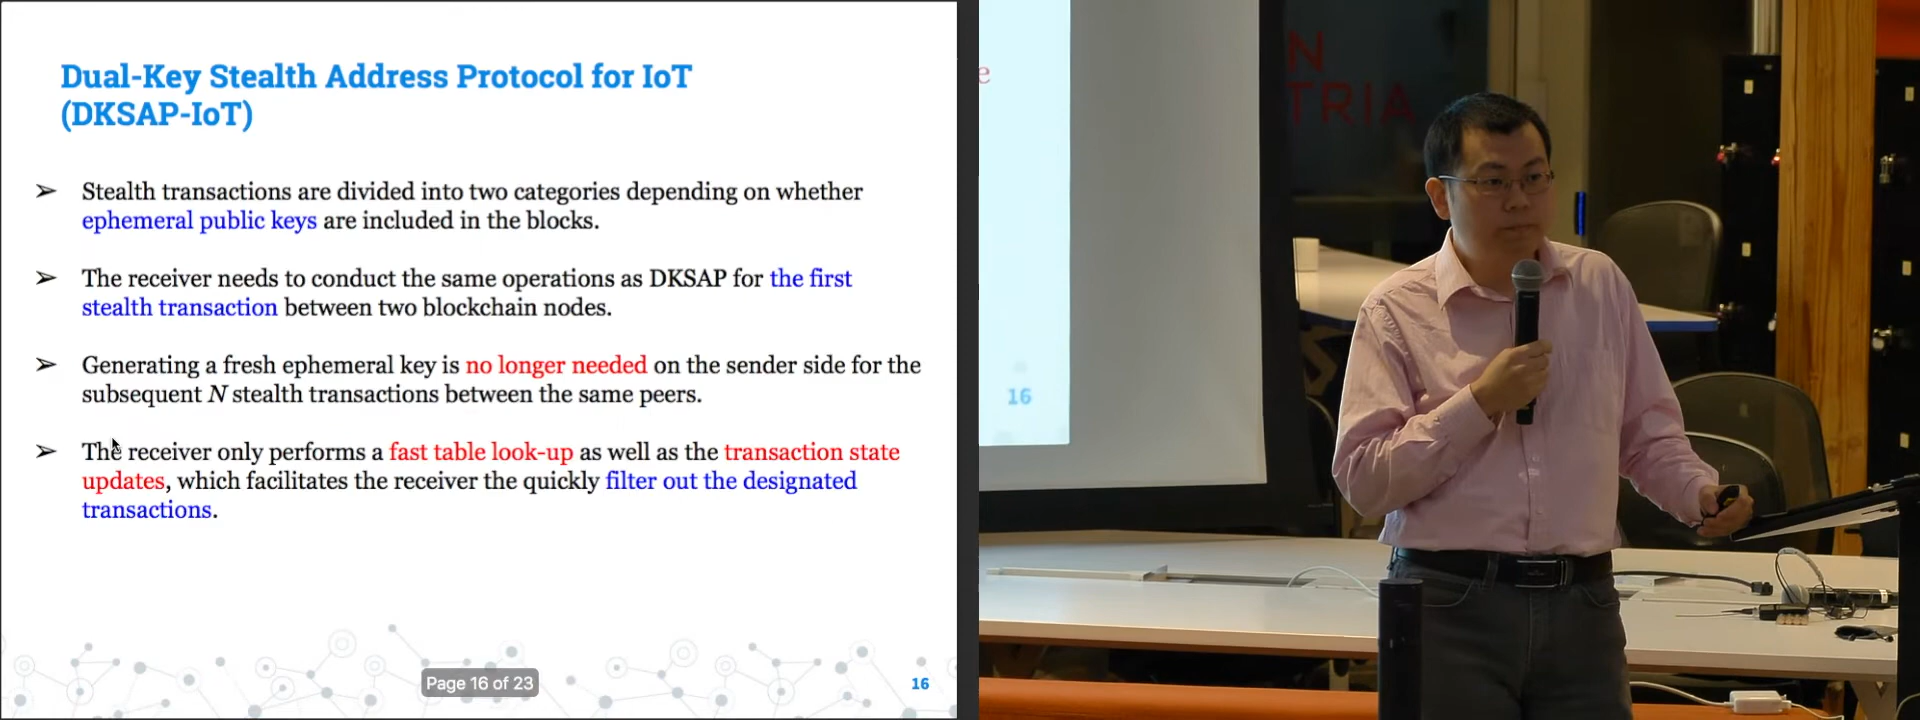 Dual-Key Stealth Address Protocol for IoT
(DKSAP-IoT)
➢ Stealth transactions are divided into two categories depending on whether
ephemeral public keys are included in the blocks.
➢ The receiver needs to conduct the same operations as DKSAP for the first
stealth transaction between two blockchain nodes.
➢ Generating a fresh ephemeral key is no longer needed on the sender side for the
subsequent N stealth transactions between the same peers.
➢ The receiver only performs a fast table look-up as well as the transaction state
updates, which facilitates the receiver the quickly filter out the designated
transactions.
Page 16 of 23
16
e
16
N
TRIA